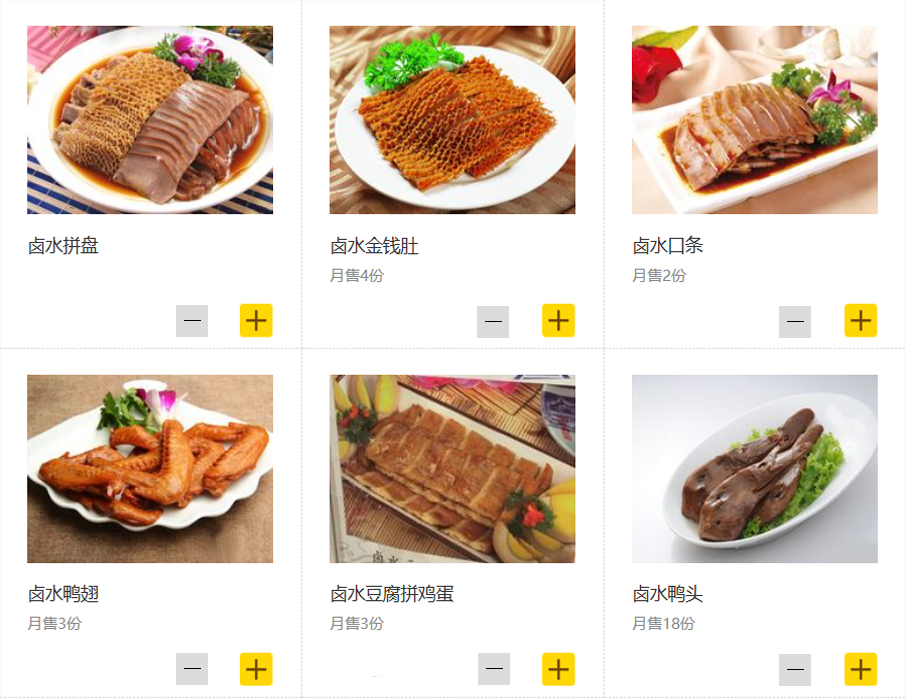 卤水拼盘
卤水金钱肚
月售4份
卤水口条
月售2份
卤水鸭翅
月售3份
卤水豆腐拼鸡蛋
月售3份
卤水鸭头
月售18份